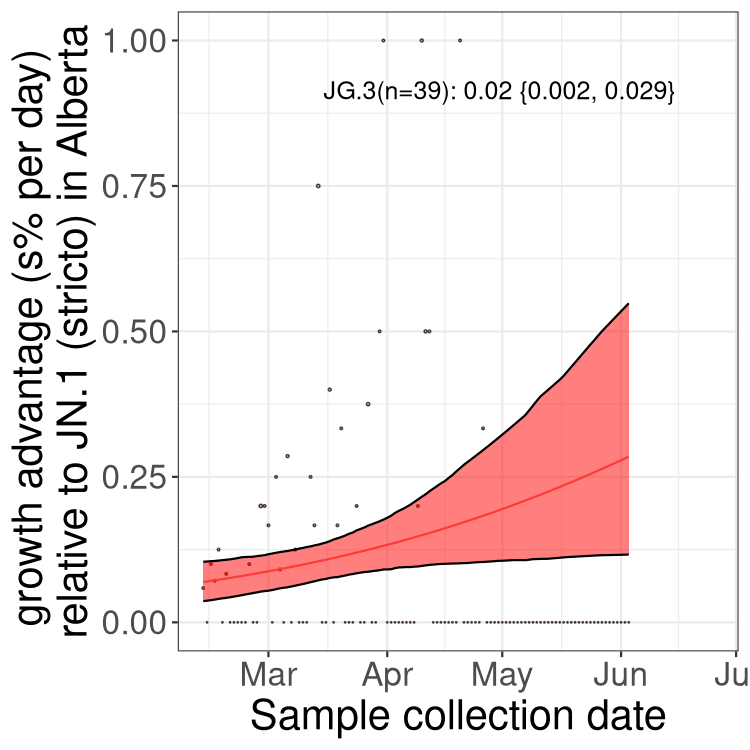 growth advantage (s% per day)
relative to JN.1 (stricto) in Alberta
1.00
0.75
0.50
0.25
0.00
JG.3(n=39): 0.02 {0.002, 0.029}
Mar Apr May Jun Ju
Sample collection date